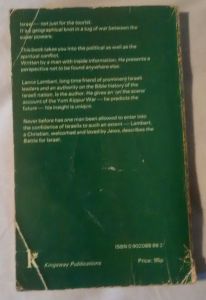 Israel — not just for the tourist.
It's a geographical knot in a tug of war between the
super powers.
This book takes you into the political as well as the
spiritual conflict.
Written by a man with inside information. He presents a
perspective not to be found anywhere else.
Lance Lambert, long time friend of prominent Israeli
leaders and an authority on the Bible history of the
Israeli nation, is the author. He gives an 'on the scene'
account of the Yom Kippur War — he predicts the
future — his insight is unique.
Never before has one man been allowed to enter into
the confidence of Israelis to such an extent — Lambert,
a Christian, welcomed and loved by Jews, describes the
Battle for Israel.
ISBN 0 902088
Kingsway Publications
Price: 95p